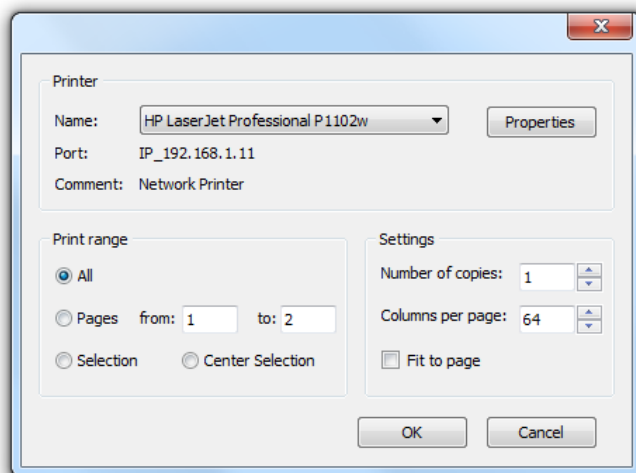 Printer
Name: HP LaserJet Professional P1102w Properties
Port: IP_192.168.1.11
Comment: Network Printer
Print range
All
Pages from: 1 to: 2
Selection Center Selection
Settings
Number of copies: 1
Columns per page: 64
Fit to page
OK Cancel